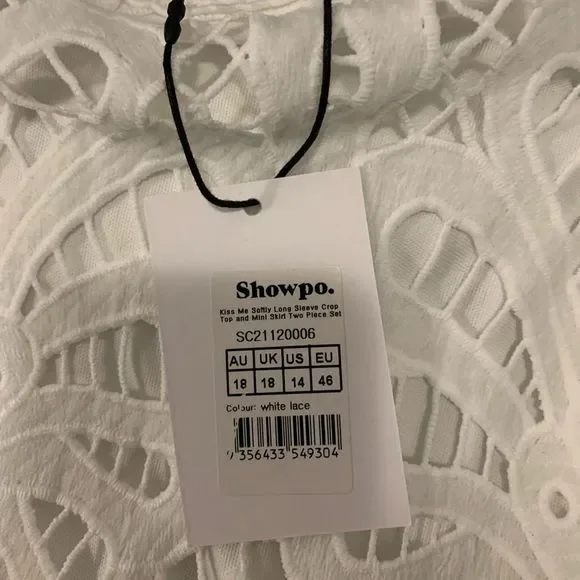 Showpo.
Kiss Me Softly Long Sleeve Crop
Top and Mini Skirt Two Piece Set
SC21120006
AU UK US EU
18 18 14 46
Colour: white lace
9 356433 549304